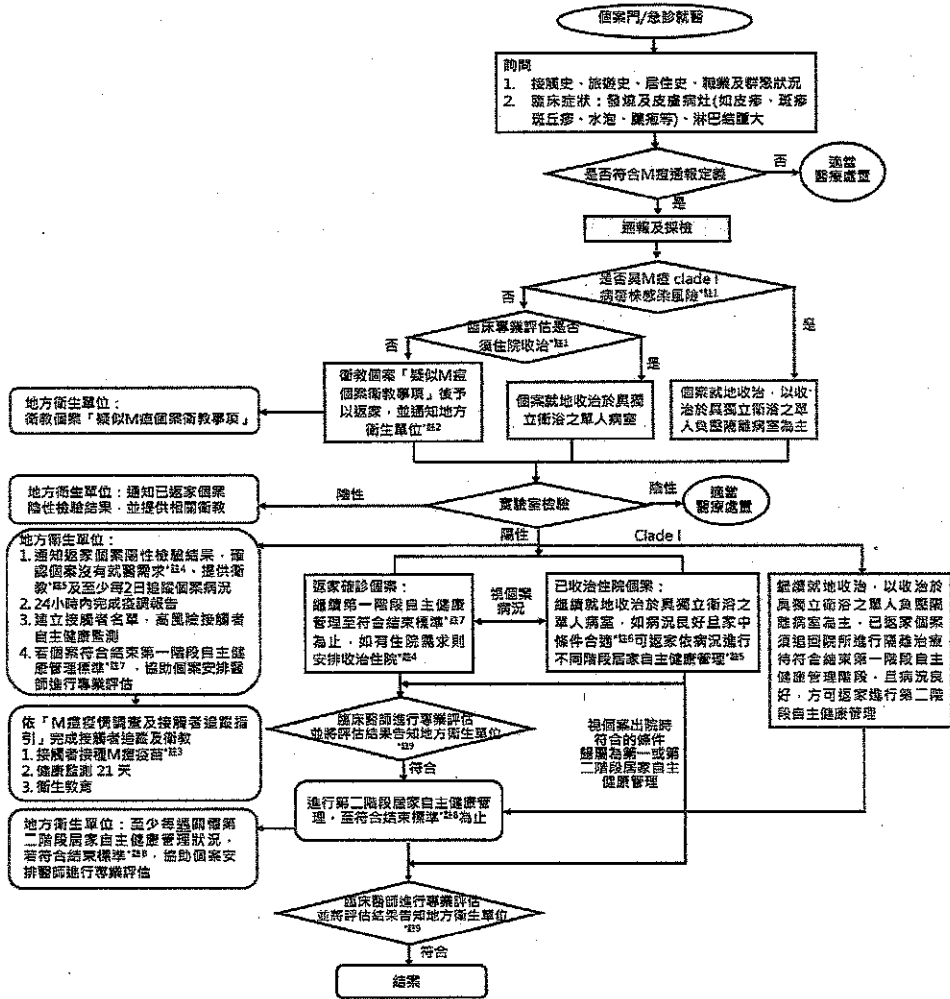 個案門/急診就醫
詢問
1. 接觸史、旅遊史、居住史、職業及群聚狀況
2. 臨床症狀：發燒及皮膚病灶(如皮疹、斑疹
斑丘疹、水泡、膿疱等)、淋巴結腫大
是否符合M痘通報定義
否
適當
醫療處置
是
通報及採檢
是否具M痘 clade I
病毒株感染風險*註1
否
是
臨床專業評估是否
須住院收治*註1
否
是
衛教個案「疑似M痘
個案衛教事項」後予
以返家，並通知地方
衛生單位*註2
個案就地收治於具獨
立衛浴之單人病室
個案就地收治，以收
治於具獨立衛浴之單
人負壓隔離病室為主
地方衛生單位：
衛教個案「疑似M痘個案衛教事項」
實驗室檢驗
陰性
陰性
適當
醫療處置
地方衛生單位：通知已返家個案
陰性檢驗結果，並提供相關衛教
陽性
Clade I
地方衛生單位：
1. 通知返家個案陽性檢驗結果，確
認個案沒有就醫需求*註4、提供衛
教*註5及至少每2日追蹤個案病況
2. 24小時內完成疫調報告
3. 建立接觸者名單，高風險接觸者
自主健康監測
4. 若個案符合結束第一階段自主健
康管理標準*註7，協助個案安排醫
師進行專業評估
返家確診個案：
繼續第一階段自主健康
管理至符合結束標準*註7
為止，如有住院需求則
安排收治住院*註4
視個案
病況
已收治住院個案：
繼續就地收治於具獨立衛浴之
單人病室，如病況良好且家中
條件合適*註6可返家依病況進行
不同階段居家自主健康管理*註5
繼續就地收治，以收治於
具獨立衛浴之單人負壓隔
離病室為主，已返家個案
須返回院所進行隔離治療
待符合結束第一階段自主
健康管理階段，且病況良
好，方可返家進行第二階
段自主健康管理
依「M痘疫情調查及接觸者追蹤指
引」完成接觸者追蹤及衛教
1. 接觸者接種M痘疫苗*註3
2. 健康監測 21 天
3. 衛生教育
臨床醫師進行專業評估
並將評估結果告知地方衛生單位
*註9
符合
視個案出院時
符合的條件
歸屬為第一或第
二階段居家自主
健康管理
進行第二階段居家自主健康管
理，至符合結束標準*註8為止
地方衛生單位：至少每週關懷第
二階段居家自主健康管理狀況，
若符合結束標準*註8，協助個案安
排醫師進行專業評估
臨床醫師進行專業評估
並將評估結果告知地方衛生單位
*註9
符合
結案